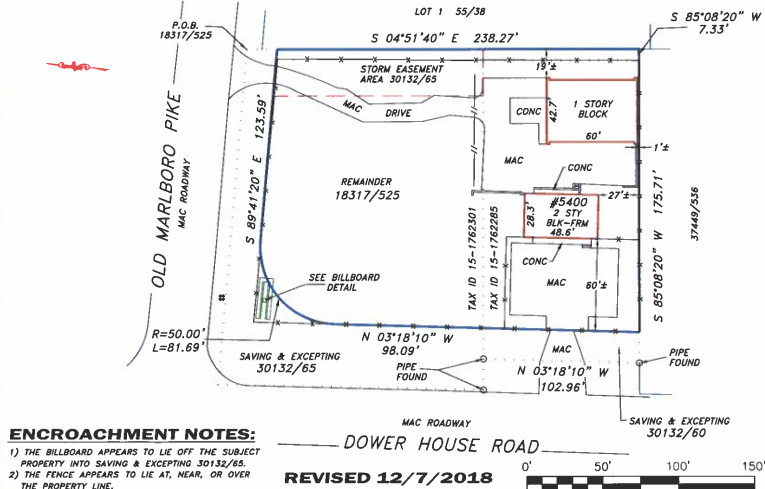 LOT 1 55/38
S 85°08'20" W
7.33'
P.O.B.
18317/525
S 04°51'40" E 238.27'
STORM EASEMENT
AREA 30132/65
19'±
MAC
DRIVE
CONC
42.7'
1 STORY
BLOCK
60'
1'±
OLD MARLBORO PIKE
MAC ROADWAY
S 89°41'20" E 123.59'
MAC
CONC
REMAINDER
18317/525
27'±
#5400
2 STY
BLK-FRM
48.6'
28.3'
S 85°08'20" W 175.71'
37449/536
TAX ID 15-1762301
TAX ID 15-1762285
CONC
SEE BILLBOARD
DETAIL
MAC
60'±
R=50.00'
L=81.69'
SAVING & EXCEPTING
30132/65
N 03°18'10" W
98.09'
MAC
PIPE
FOUND
N 03°18'10" W
102.96'
PIPE
FOUND
SAVING & EXCEPTING
30132/60
MAC ROADWAY
DOWER HOUSE ROAD
ENCROACHMENT NOTES:
1) THE BILLBOARD APPEARS TO LIE OFF THE SUBJECT
PROPERTY INTO SAVING & EXCEPTING 30132/65.
2) THE FENCE APPEARS TO LIE AT, NEAR, OR OVER
THE PROPERTY LINE.
REVISED 12/7/2018
0' 50' 100' 150'